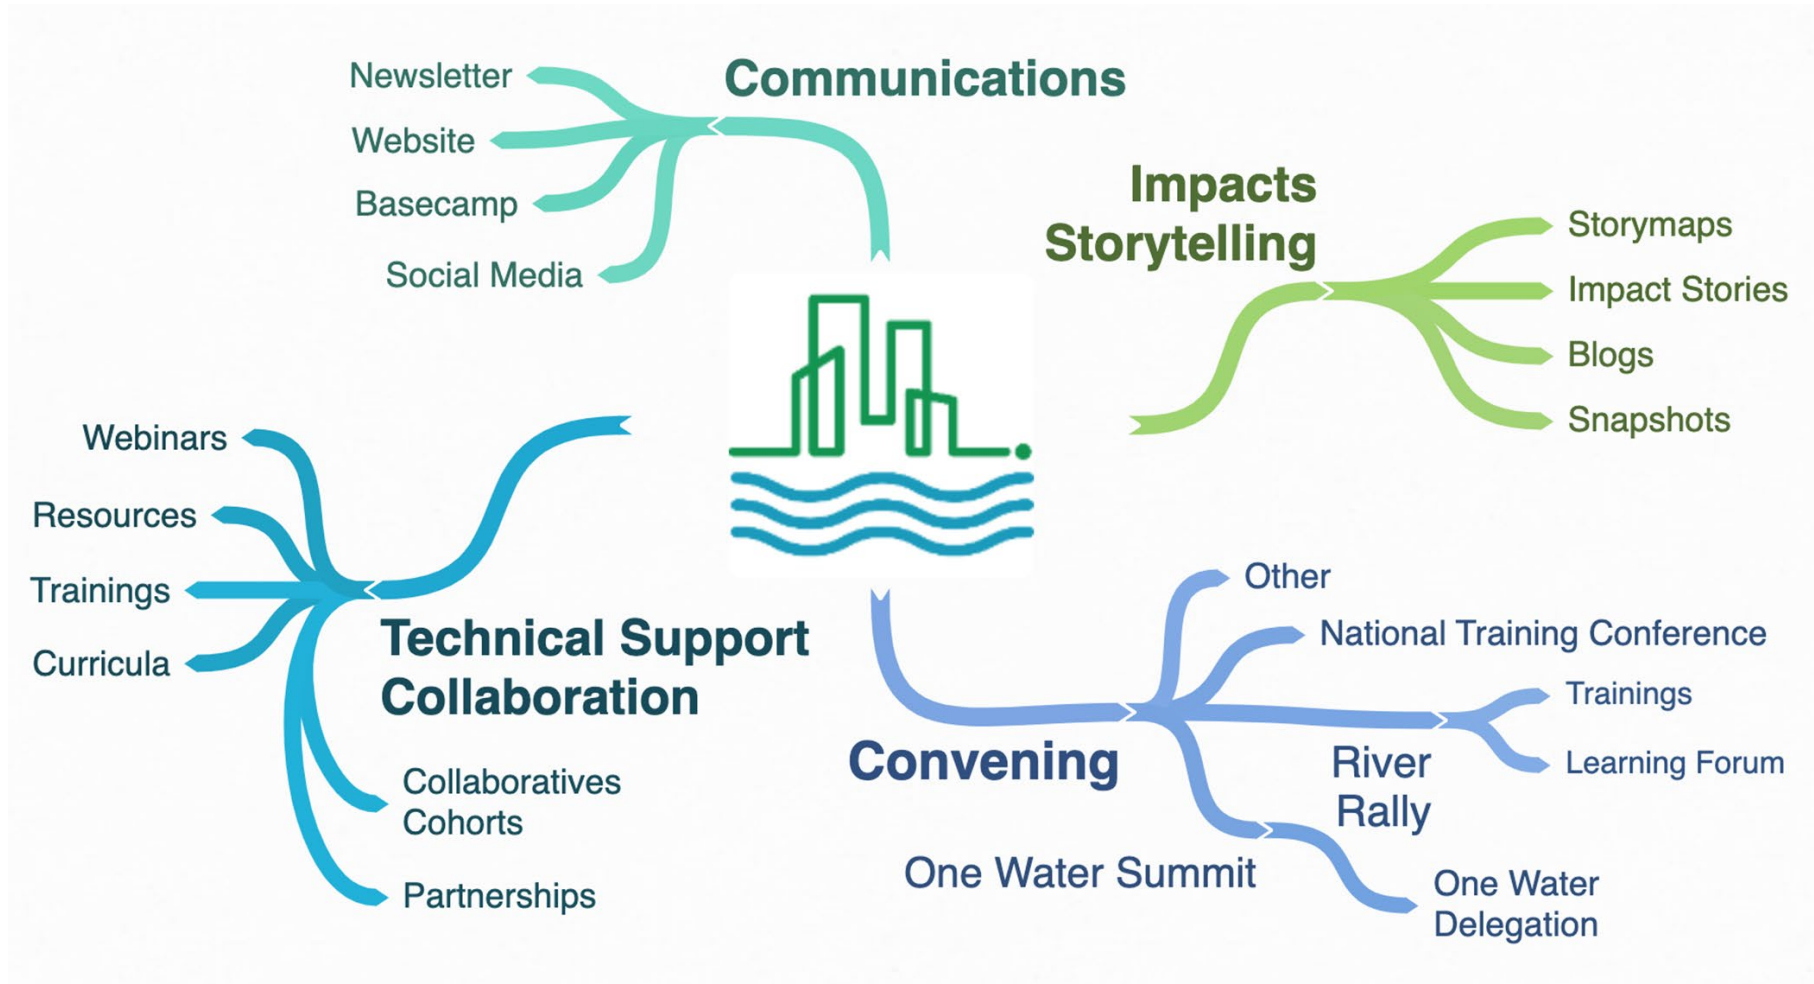 Communications
Newsletter
Website
Basecamp
Social Media
Impacts
Storytelling
Storymaps
Impact Stories
Blogs
Snapshots
Webinars
Resources
Trainings
Curricula
Technical Support
Collaboration
Collaboratives
Cohorts
Partnerships
Convening
Other
National Training Conference
River
Rally
Trainings
Learning Forum
One Water Summit
One Water
Delegation